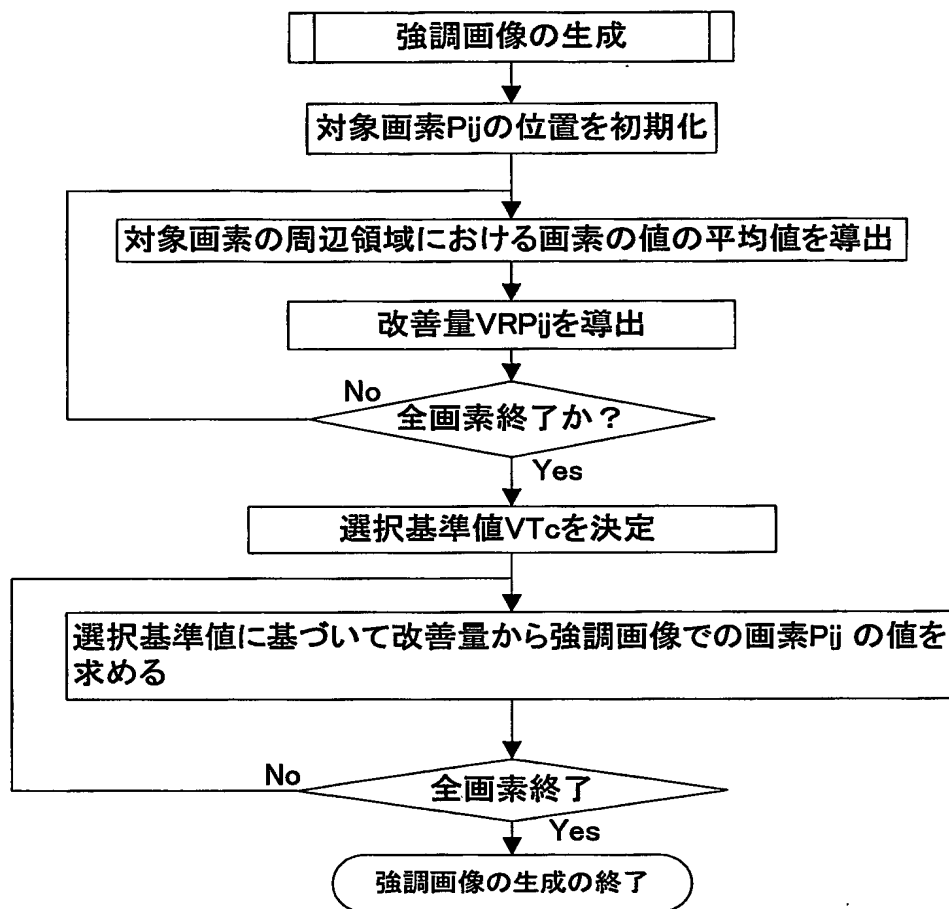 強調画像の生成
対象画素Pijの位置を初期化
対象画素の周辺領域における画素の値の平均値を導出
改善量VRPijを導出
No
全画素終了か?
Yes
選択基準値VTcを決定
選択基準値に基づいて改善量から強調画像での画素Pij の値を
求める
No
全画素終了
Yes
強調画像の生成の終了